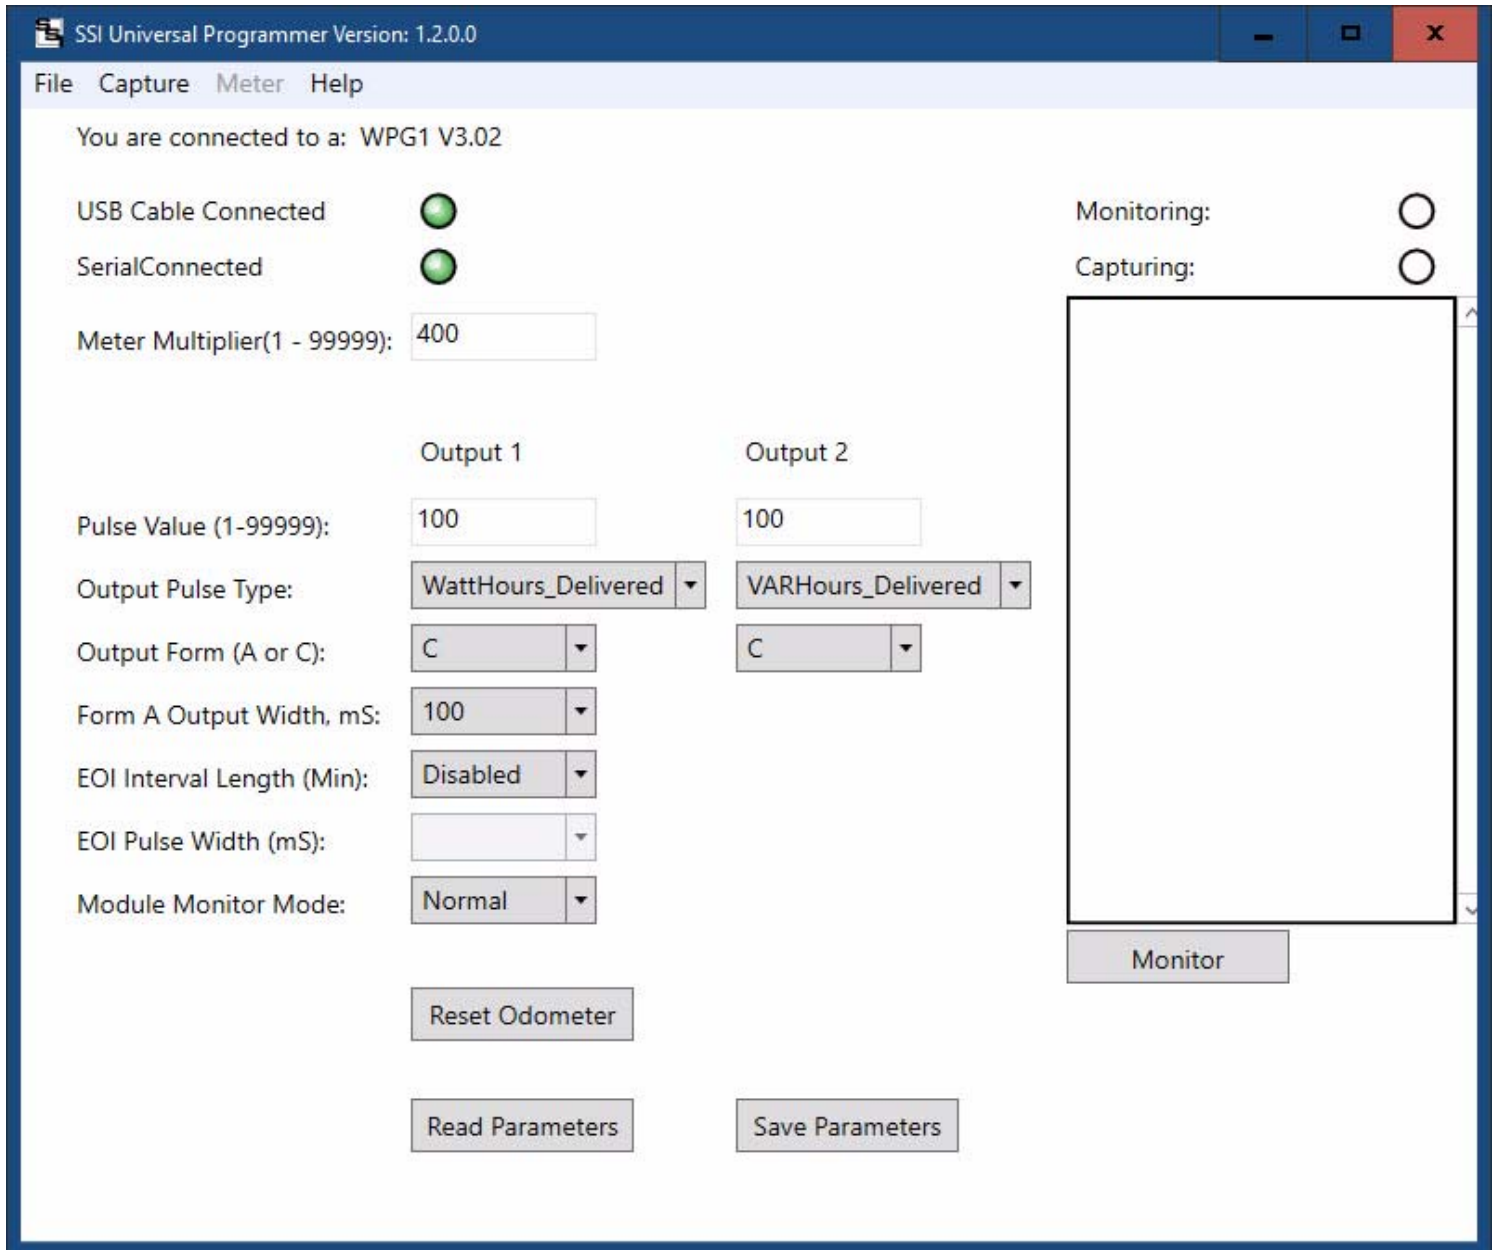 SSI Universal Programmer Version: 1.2.0.0
File Capture Meter Help
You are connected to a: WPG1 V3.02
USB Cable Connected
Monitoring:
SerialConnected
Capturing:
Meter Multiplier(1 - 99999): 400
Output 1 Output 2
Pulse Value (1-99999): 100 100
Output Pulse Type: WattHours_Delivered VARHours_Delivered
Output Form (A or C): C C
Form A Output Width, mS: 100
EOI Interval Length (Min): Disabled
EOI Pulse Width (mS):
Module Monitor Mode: Normal
Monitor
Reset Odometer
Read Parameters Save Parameters